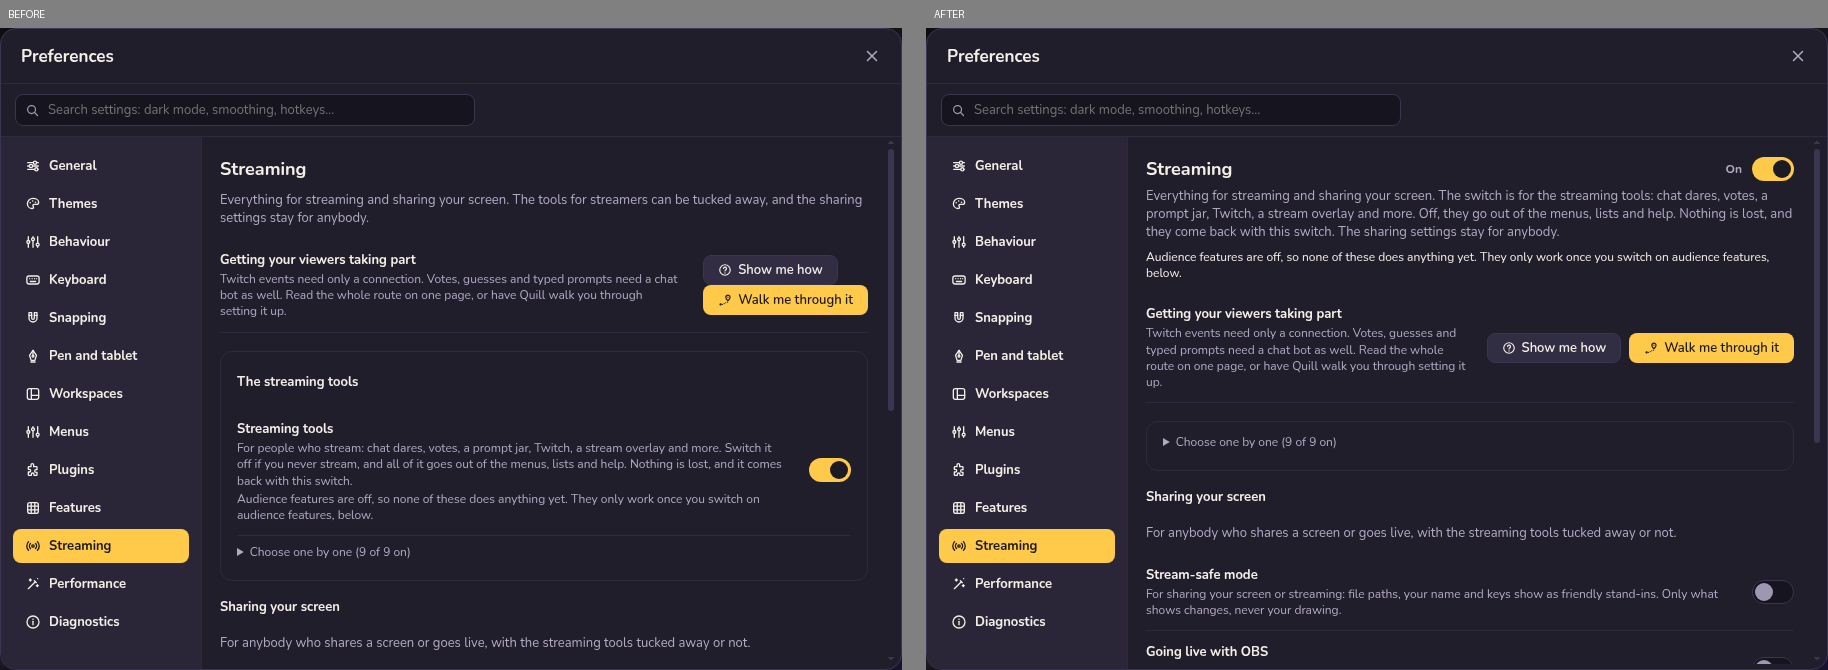 BEFORE
Preferences
Search settings: dark mode, smoothing, hotkeys...
General
Themes
Behaviour
Keyboard
Snapping
Pen and tablet
Workspaces
Menus
Plugins
Features
Streaming
Performance
Diagnostics
Streaming
Everything for streaming and sharing your screen. The tools for streamers can be tucked away, and the sharing
settings stay for anybody.
Getting your viewers taking part
Twitch events need only a connection. Votes, guesses and typed prompts need a chat
bot as well. Read the whole route on one page, or have Quill walk you through
setting it up.
Show me how
Walk me through it
The streaming tools
Streaming tools
For people who stream: chat dares, votes, a prompt jar, Twitch, a stream overlay and more. Switch it
off if you never stream, and all of it goes out of the menus, lists and help. Nothing is lost, and it comes
back with this switch.
Audience features are off, so none of these does anything yet. They only work once you switch on
audience features, below.
Choose one by one (9 of 9 on)
Sharing your screen
For anybody who shares a screen or goes live, with the streaming tools tucked away or not.
AFTER
Preferences
Search settings: dark mode, smoothing, hotkeys...
General
Themes
Behaviour
Keyboard
Snapping
Pen and tablet
Workspaces
Menus
Plugins
Features
Streaming
Performance
Diagnostics
Streaming
On
Everything for streaming and sharing your screen. The switch is for the streaming tools: chat dares, votes, a
prompt jar, Twitch, a stream overlay and more. Off, they go out of the menus, lists and help. Nothing is lost, and
they come back with this switch. The sharing settings stay for anybody.
Audience features are off, so none of these does anything yet. They only work once you switch on audience features,
below.
Getting your viewers taking part
Twitch events need only a connection. Votes, guesses and
typed prompts need a chat bot as well. Read the whole
route on one page, or have Quill walk you through setting it
up.
Show me how
Walk me through it
Choose one by one (9 of 9 on)
Sharing your screen
For anybody who shares a screen or goes live, with the streaming tools tucked away or not.
Stream-safe mode
For sharing your screen or streaming: file paths, your name and keys show as friendly stand-ins. Only what
shows changes, never your drawing.
Going live with OBS